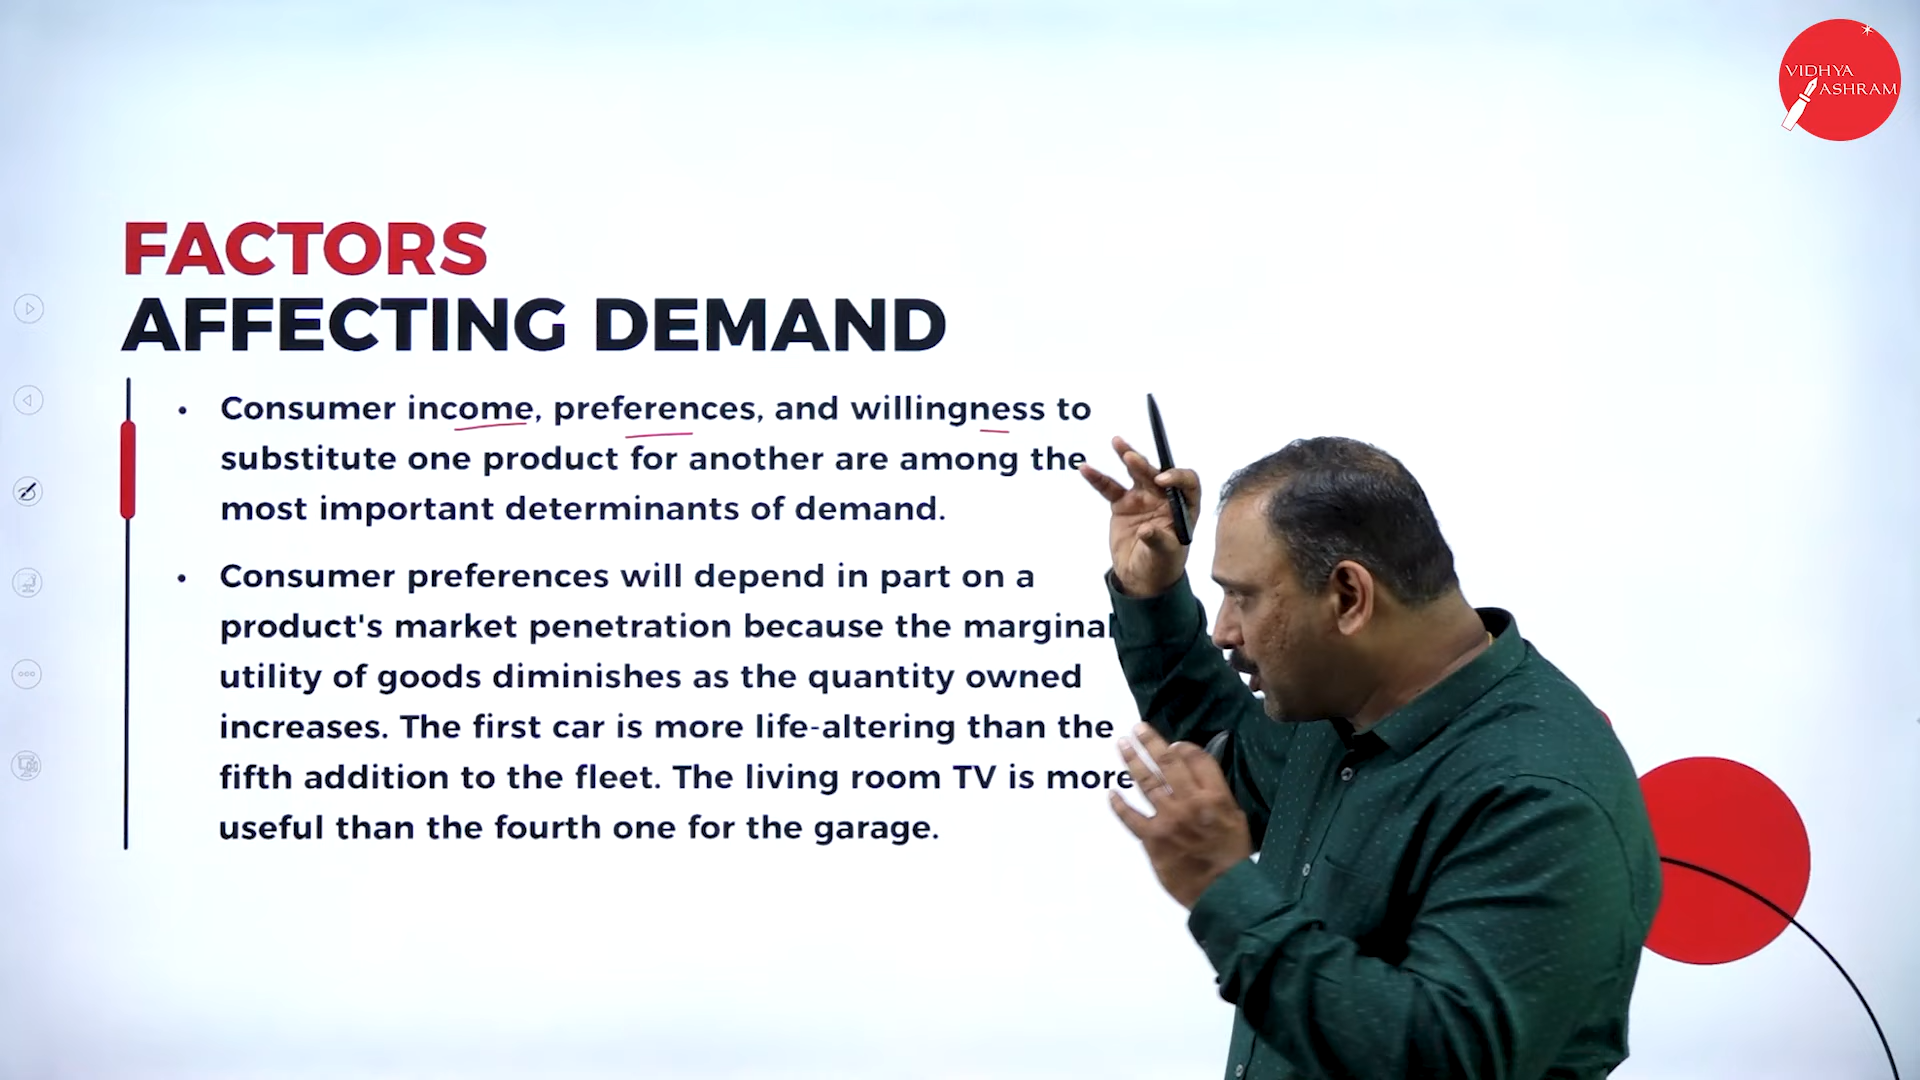 VIDHYA
ASHRAM
FACTORS
AFFECTING DEMAND
• Consumer income, preferences, and willingness to
substitute one product for another are among the
most important determinants of demand.
• Consumer preferences will depend in part on a
product's market penetration because the marginal
utility of goods diminishes as the quantity owned
increases. The first car is more life-altering than the
fifth addition to the fleet. The living room TV is more
useful than the fourth one for the garage.